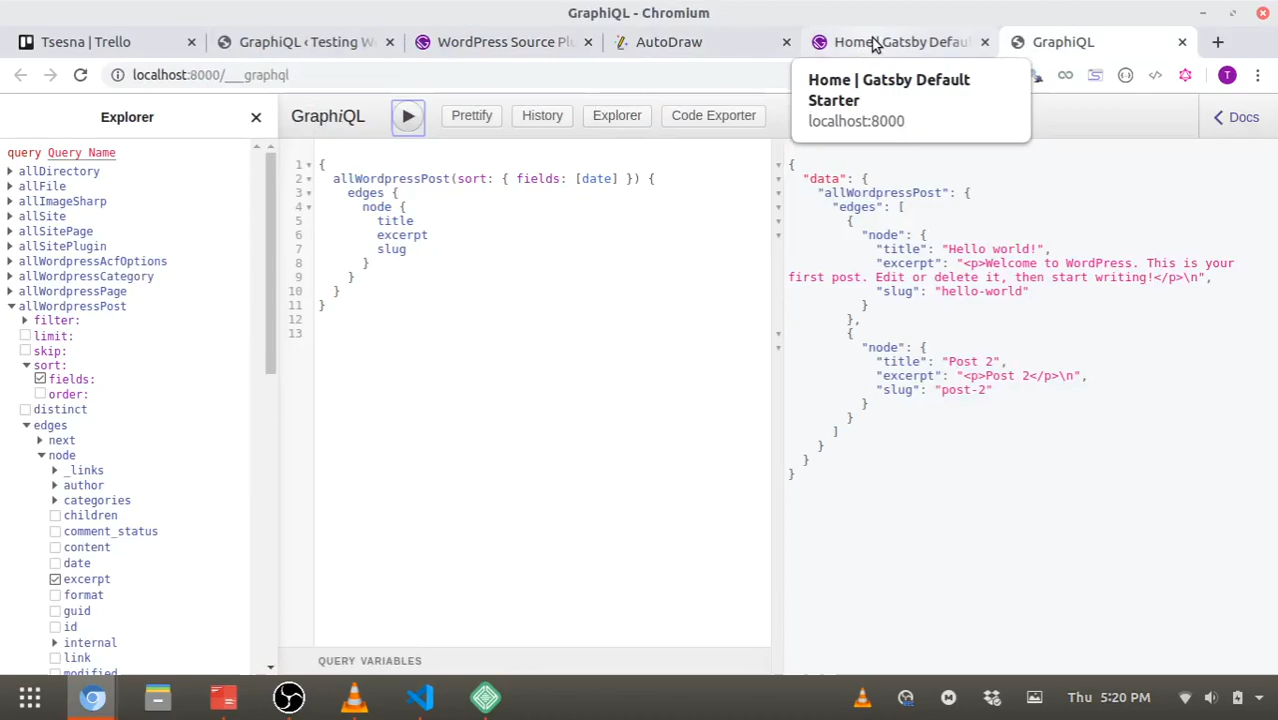 GraphiQL - Chromium
Tsesna | Trello
GraphiQL ‹ Testing W
WordPress Source Plu
AutoDraw
Home | Gatsby Defaul
GraphiQL
localhost:8000/___graphql
T
Home | Gatsby Default
Starter
localhost:8000
Explorer
GraphiQL
Prettify
History
Explorer
Code Exporter
Docs
query Query Name
allDirectory
allFile
allImageSharp
allSite
allSitePage
allSitePlugin
allWordpressAcfOptions
allWordpressCategory
allWordpressPage
allWordpressPost
filter:
limit:
skip:
sort:
fields:
order:
distinct
edges
next
node
_links
author
categories
children
comment_status
content
date
excerpt
format
guid
id
internal
link
modified
1 {
2 allWordpressPost(sort: { fields: [date] }) {
3 edges {
4 node {
5 title
6 excerpt
7 slug
8 }
9 }
10 }
11 }
12
13
QUERY VARIABLES
{
"data": {
"allWordpressPost": {
"edges": [
{
"node": {
"title": "Hello world!",
"excerpt": "<p>Welcome to WordPress. This is your
first post. Edit or delete it, then start writing!</p>\n",
"slug": "hello-world"
}
},
{
"node": {
"title": "Post 2",
"excerpt": "<p>Post 2</p>\n",
"slug": "post-2"
}
}
]
}
}
}
Thu 5:20 PM